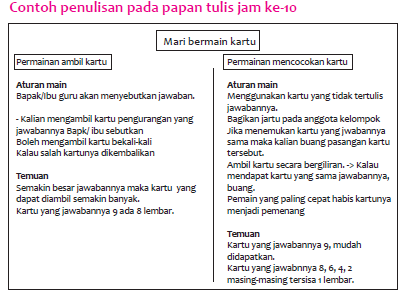 Contoh penulisan pada papan tulis jam ke-10
Mari bermain kartu
Permainan ambil kartu
Aturan main
Bapak/Ibu guru akan menyebutkan jawaban.
- Kalian mengambil kartu pengurangan yang
jawabannya Bapk/ ibu sebutkan
Boleh mengambil kartu bekali-kali
Kalau salah kartunya dikembalikan
Temuan
Semakin besar jawabannya maka kartu yang
dapat diambil semakin banyak.
Kartu yang jawabannya 9 ada 8 lembar.
Permainan mencocokan kartu
Aturan main
Menggunakan kartu yang tidak tertulis
jawabannya.
Bagikan jartu pada anggota kelompok
Jika menemukan kartu yang jwabannya
sama maka kalian buang pasangan kartu
tersebut.
Ambil kartu secara bergiliran. -> Kalau
mendapat kartu yang sama jawabannya,
buang.
Pemain yang paling cepat habis kartunya
menjadi pemenang
Temuan
Kartu yang jawabannya 9, mudah
didapatkan.
Kartu yang jawabnnya 8, 6, 4, 2
masing-masing tersisa 1 lembar.